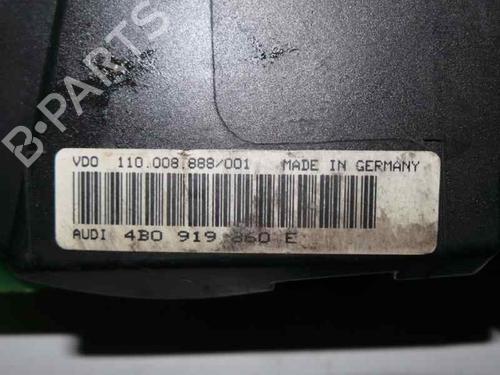 B-PARTS
VDO 110.008.888/001 MADE IN GERMANY
AUDI 4B0 919 860 E